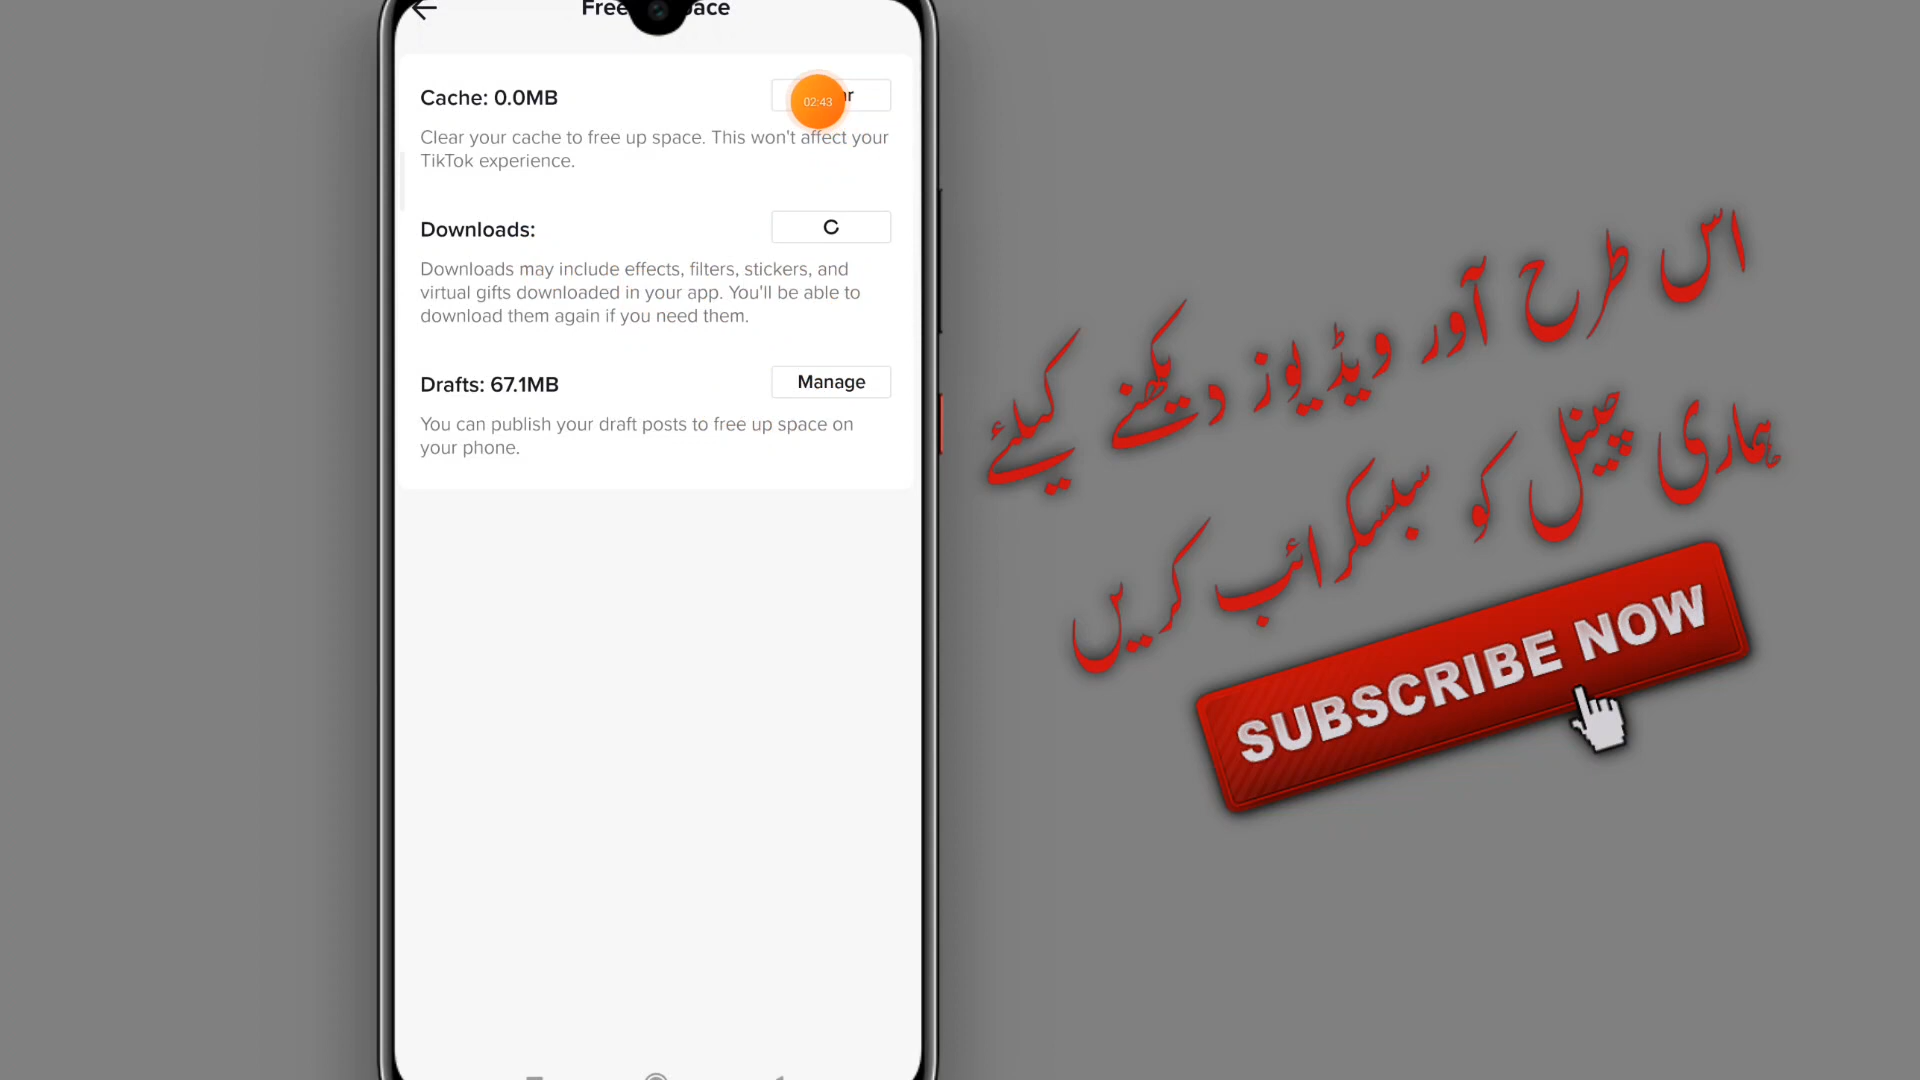 Cache: 0.0MB
02:43
Clear your cache to free up space. This won't affect your
TikTok experience.
Downloads:
Downloads may include effects, filters, stickers, and
virtual gifts downloaded in your app. You'll be able to
download them again if you need them.
Drafts: 67.1MB
Manage
You can publish your draft posts to free up space on
your phone.
اس طرح آور ویڈیوز دیکھنے کیلئے
ہماری چینل کو سبسکرائب کریں
SUBSCRIBE NOW